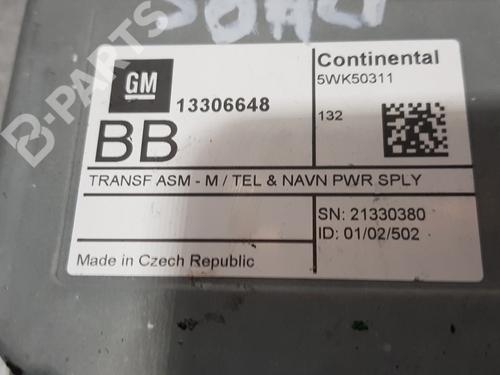 GM
13306648
BB
Continental
5WK50311
132
TRANSF ASM - M / TEL & NAVN PWR SPLY
SN: 21330380
ID: 01/02/502
Made in Czech Republic
B-PARTS